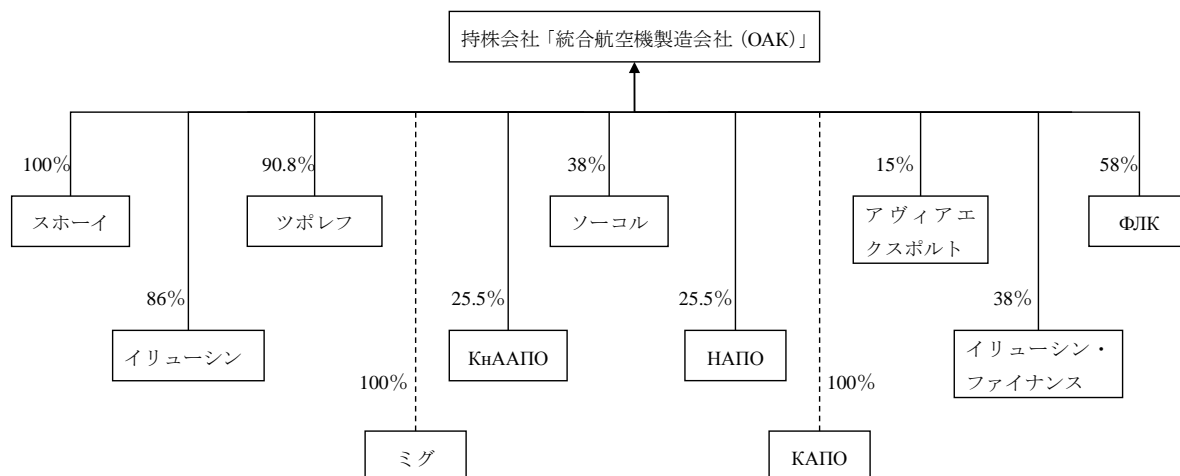 持株会社「統合航空機製造会社（ОАК）」
100％
90.8％
38％
15％
58％
スホーイ
ツポレフ
ソーコル
アヴィアエ
クスポルト
ФЛК
86％
25.5％
25.5％
38％
イリューシン
КнААПО
НАПО
イリューシン・
ファイナンス
100％
100％
ミグ
КАПО